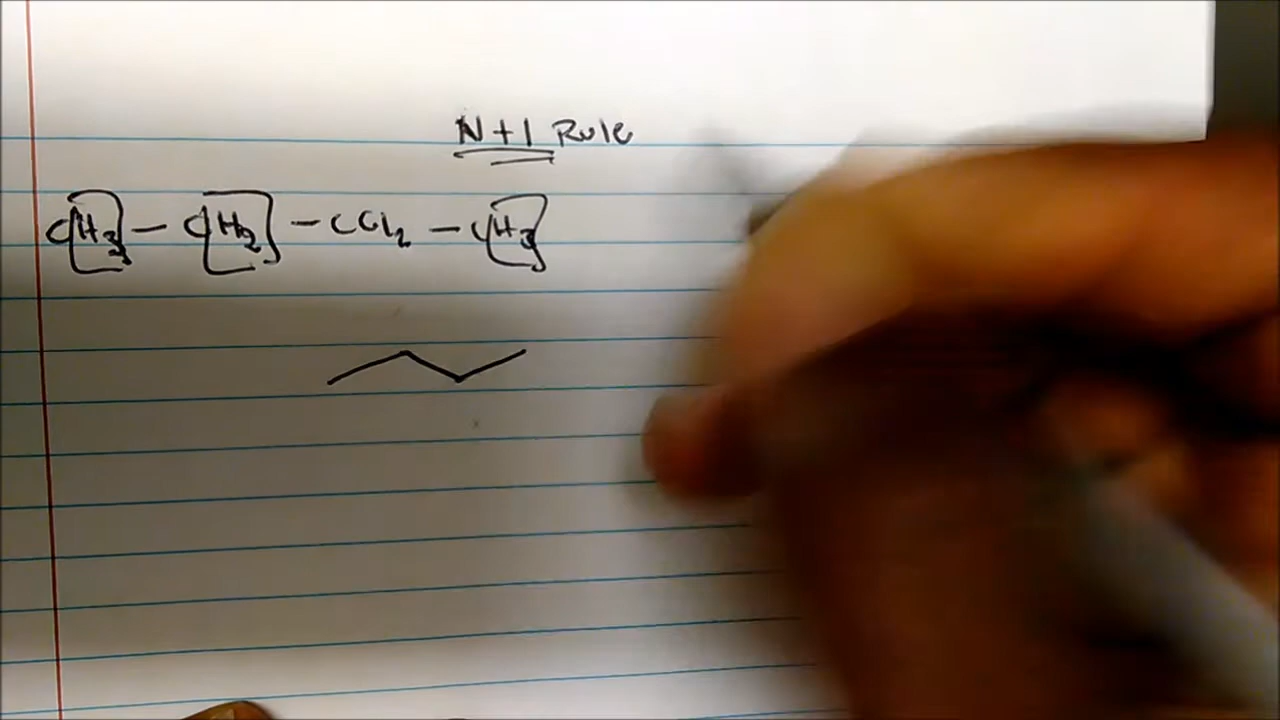 N+1 Rule
CH₃ — CH₂ — CCl₂ — CH₃